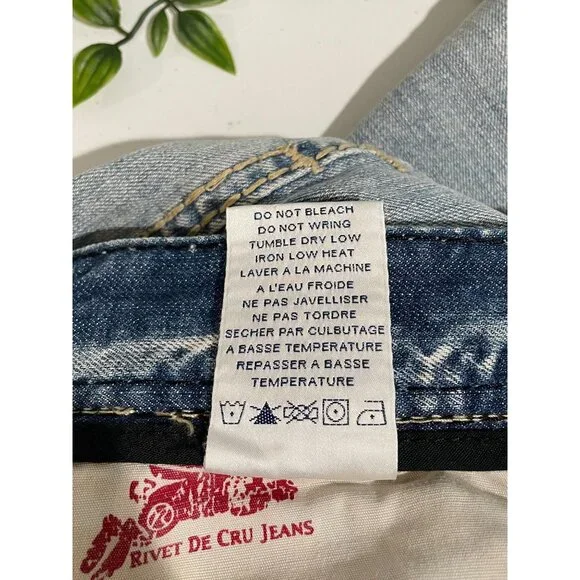 DO NOT BLEACH
DO NOT WRING
TUMBLE DRY LOW
IRON LOW HEAT
LAVER A LA MACHINE
A L'EAU FROIDE
NE PAS JAVELLISER
NE PAS TORDRE
SECHER PAR CULBUTAGE
A BASSE TEMPERATURE
REPASSER A BASSE
TEMPERATURE
RIVET DE CRU JEANS